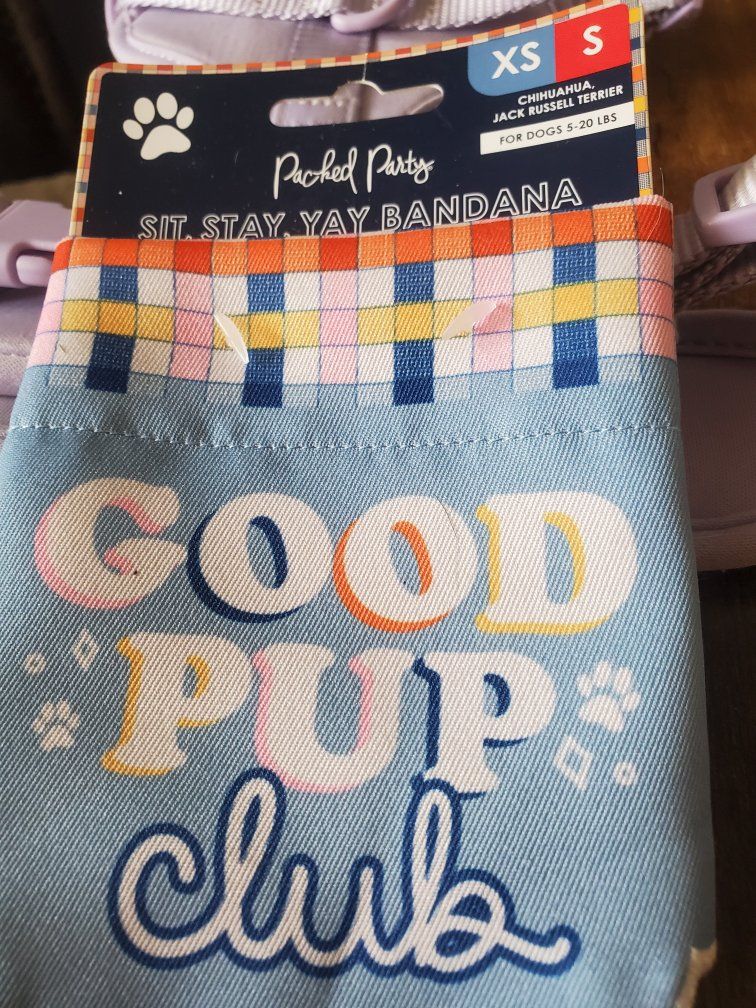 XS S
CHIHUAHUA,
JACK RUSSELL TERRIER
FOR DOGS 5-20 LBS
Packed Party
SIT, STAY, YAY BANDANA
GOOD
PUP
club